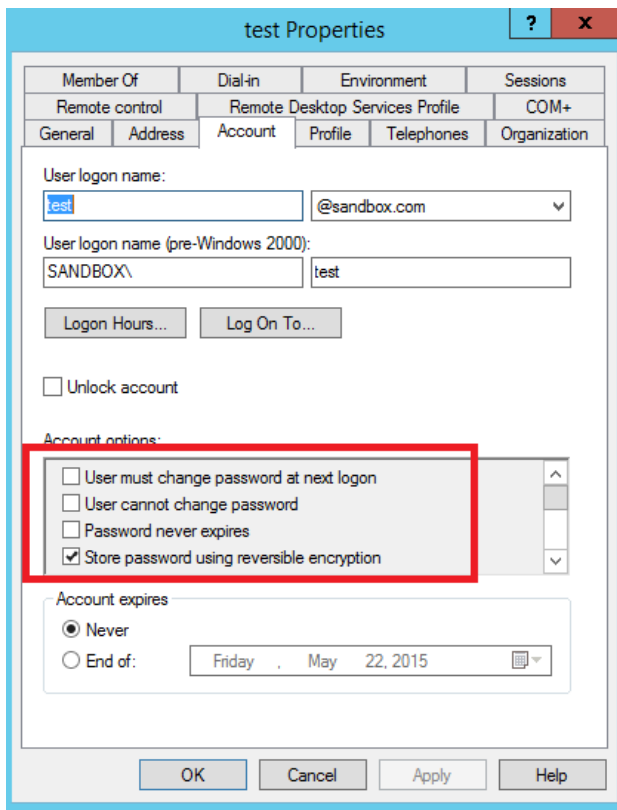 test Properties
?
x
Member Of Dial-in Environment Sessions
Remote control Remote Desktop Services Profile COM+
General Address Account Profile Telephones Organization
User logon name:
test @sandbox.com
User logon name (pre-Windows 2000):
SANDBOX\ test
Logon Hours... Log On To...
Unlock account
Account options:
User must change password at next logon
User cannot change password
Password never expires
Store password using reversible encryption
Account expires
Never
End of: Friday , May 22, 2015
OK Cancel Apply Help